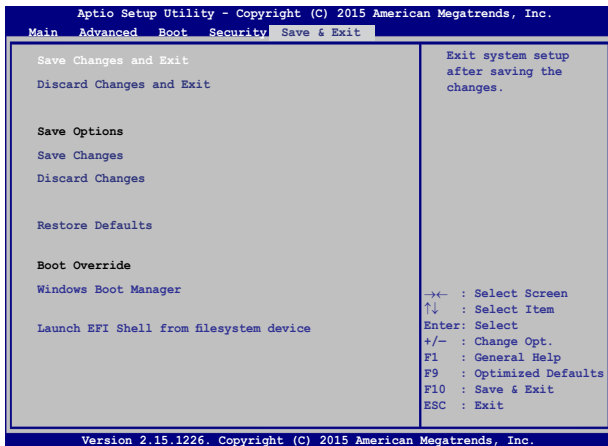 Aptio Setup Utility - Copyright (C) 2015 American Megatrends, Inc.
Main Advanced Boot Security Save & Exit
Save Changes and Exit
Discard Changes and Exit
Save Options
Save Changes
Discard Changes
Restore Defaults
Boot Override
Windows Boot Manager
Launch EFI Shell from filesystem device
Exit system setup
after saving the
changes.
→← : Select Screen
↑↓ : Select Item
Enter: Select
+/— : Change Opt.
F1 : General Help
F9 : Optimized Defaults
F10 : Save & Exit
ESC : Exit
Version 2.15.1226. Copyright (C) 2015 American Megatrends, Inc.